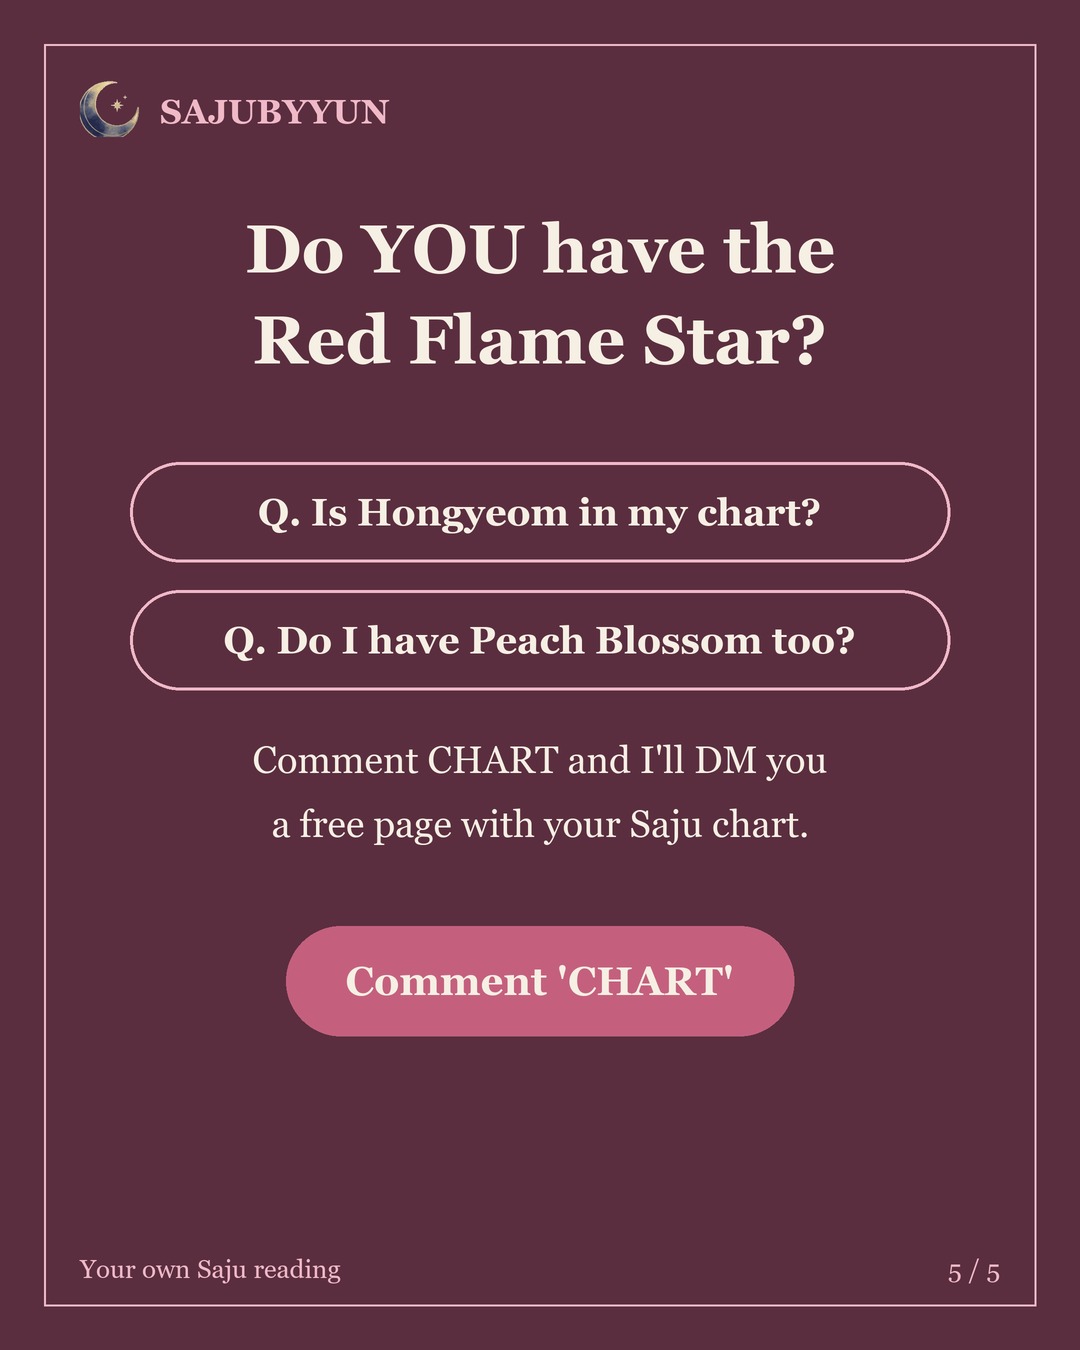 SAJUBYYUN
Do YOU have the
Red Flame Star?
Q. Is Hongyeom in my chart?
Q. Do I have Peach Blossom too?
Comment CHART and I'll DM you
a free page with your Saju chart.
Comment 'CHART'
Your own Saju reading
5 / 5